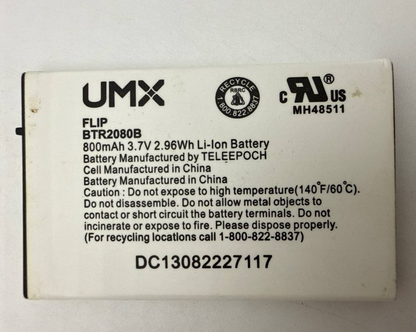 UMX
RECYCLE
RBRC
1.800.822.8837
c RU US
MH48511
FLIP
BTR2080B
800mAh 3.7V 2.96Wh Li-Ion Battery
Battery Manufactured by TELEEPOCH
Cell Manufactured in China
Battery Manufactured in China
Caution : Do not expose to high temperature(140°F/60°C).
Do not disassemble. Do not allow metal objects to
contact or short circuit the battery terminals. Do not
incinerate or expose to fire. Please dispose properly.
(For recycling locations call 1-800-822-8837)
DC13082227117